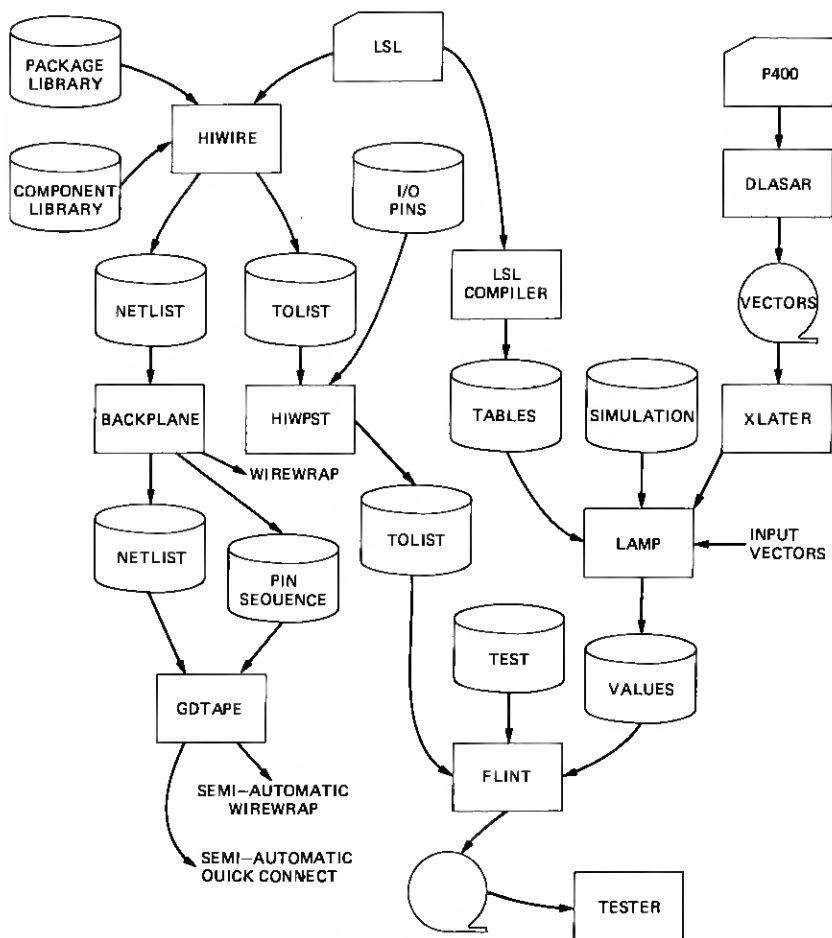 LSL
PACKAGE
LIBRARY
P400
HIWIRE
DLASAR
COMPONENT
LIBRARY
I/O
PINS
LSL
COMPILER
VECTORS
NETLIST
TOLIST
BACKPLANE
HIWPST
TABLES
SIMULATION
XLATER
WIREWRAP
NETLIST
PIN
SEQUENCE
TOLIST
LAMP
INPUT
VECTORS
TEST
VALUES
GDTAPE
FLINT
SEMI-AUTOMATIC
WIREWRAP
SEMI-AUTOMATIC
QUICK CONNECT
TESTER